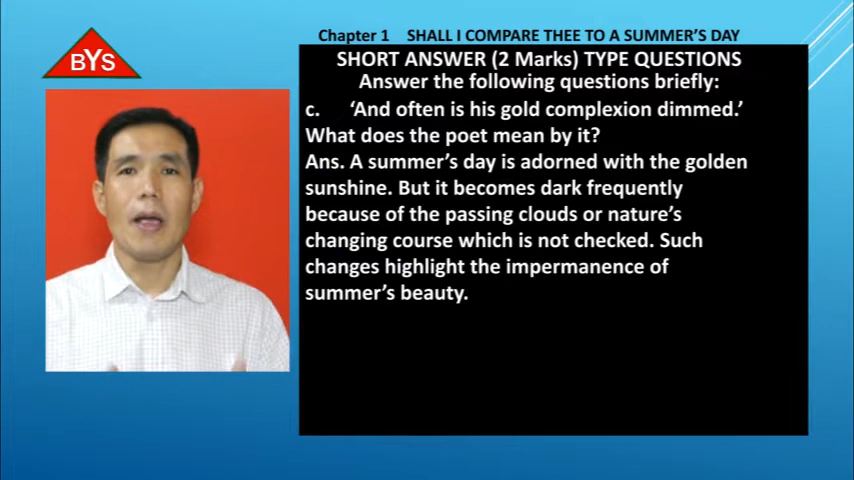 Chapter 1 SHALL I COMPARE THEE TO A SUMMER'S DAY
BYS
SHORT ANSWER (2 Marks) TYPE QUESTIONS
Answer the following questions briefly:
c. ‘And often is his gold complexion dimmed.’
What does the poet mean by it?
Ans. A summer’s day is adorned with the golden
sunshine. But it becomes dark frequently
because of the passing clouds or nature’s
changing course which is not checked. Such
changes highlight the impermanence of
summer’s beauty.